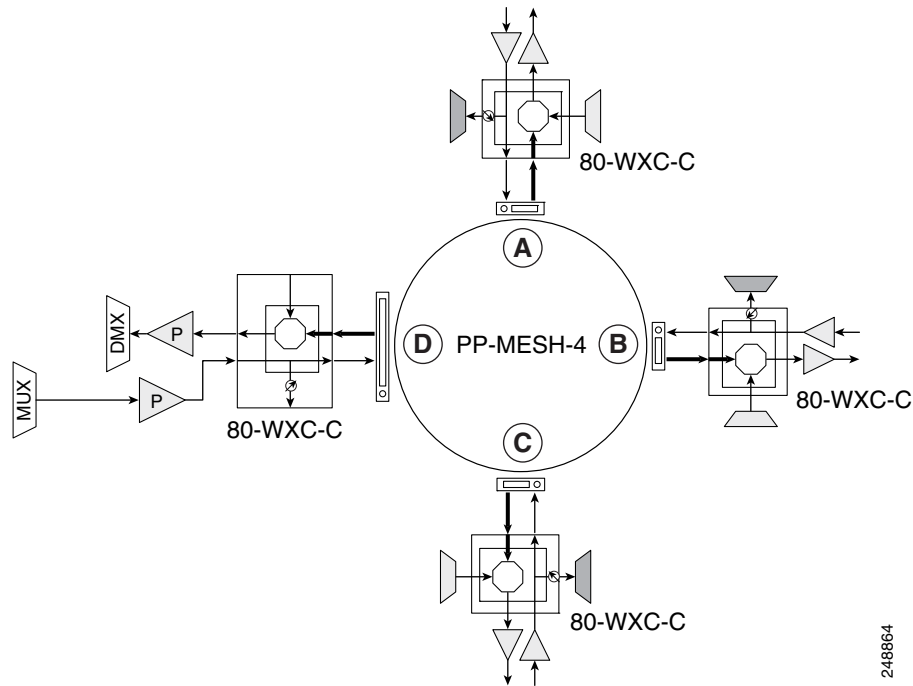 80-WXC-C
A
DMX
P
D
PP-MESH-4
B
MUX
P
80-WXC-C
80-WXC-C
C
80-WXC-C
248864